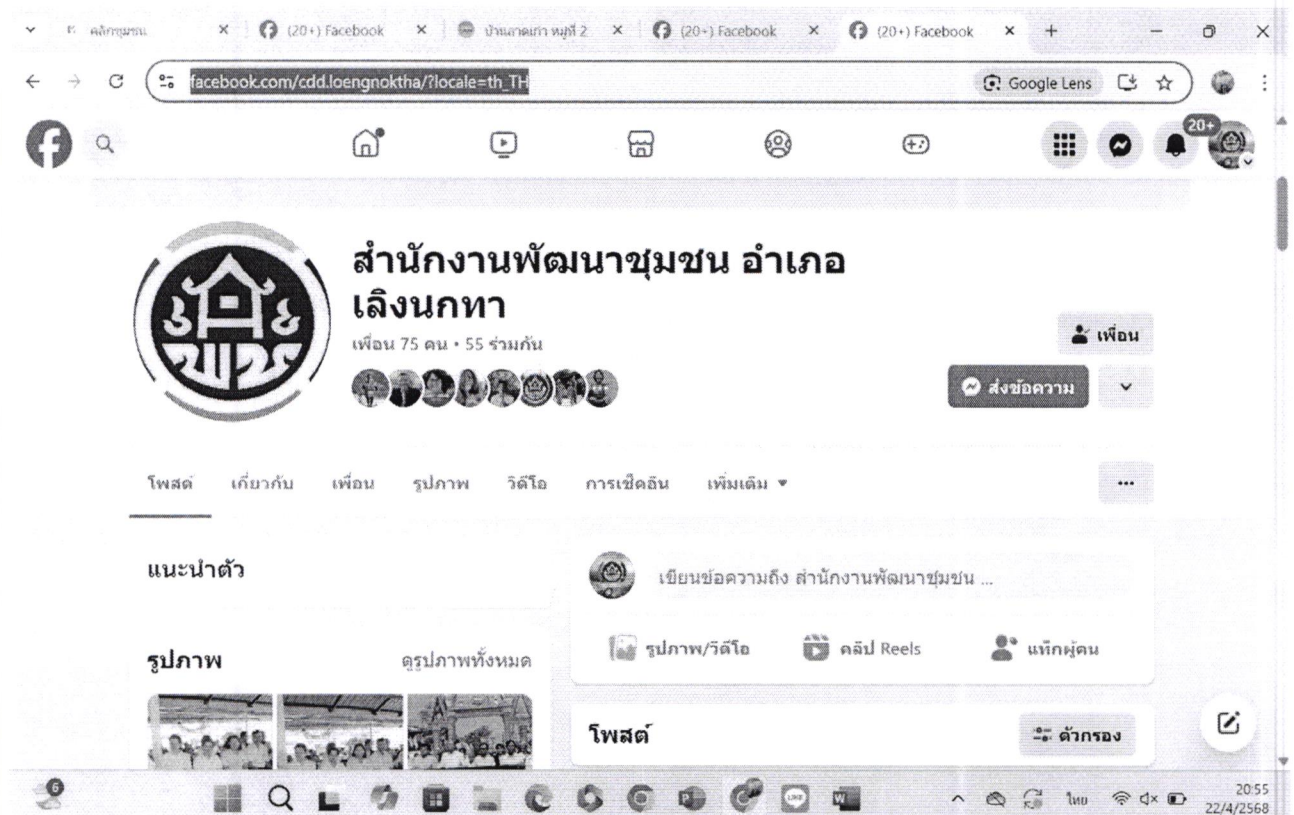 คลิกชุมชน
(20+) Facebook
บ้านลาดเก่า หมู่ที่ 2
(20+) Facebook
(20+) Facebook
facebook.com/cdd.loengnoktha/?locale=th_TH
Google Lens
20+
สำนักงานพัฒนาชุมชน อำเภอ
เลิงนกทา
เพื่อน 75 คน • 55 ร่วมกัน
เพื่อน
ส่งข้อความ
โพสต์ เกี่ยวกับ เพื่อน รูปภาพ วิดีโอ การเช็คอิน เพิ่มเติม
แนะนำตัว
เขียนข้อความถึง สำนักงานพัฒนาชุมชน ...
รูปภาพ/วิดีโอ คลิป Reels แท็กผู้คน
รูปภาพ ดูรูปภาพทั้งหมด
โพสต์ ตัวกรอง
6
ไทย
20:55
22/4/2568